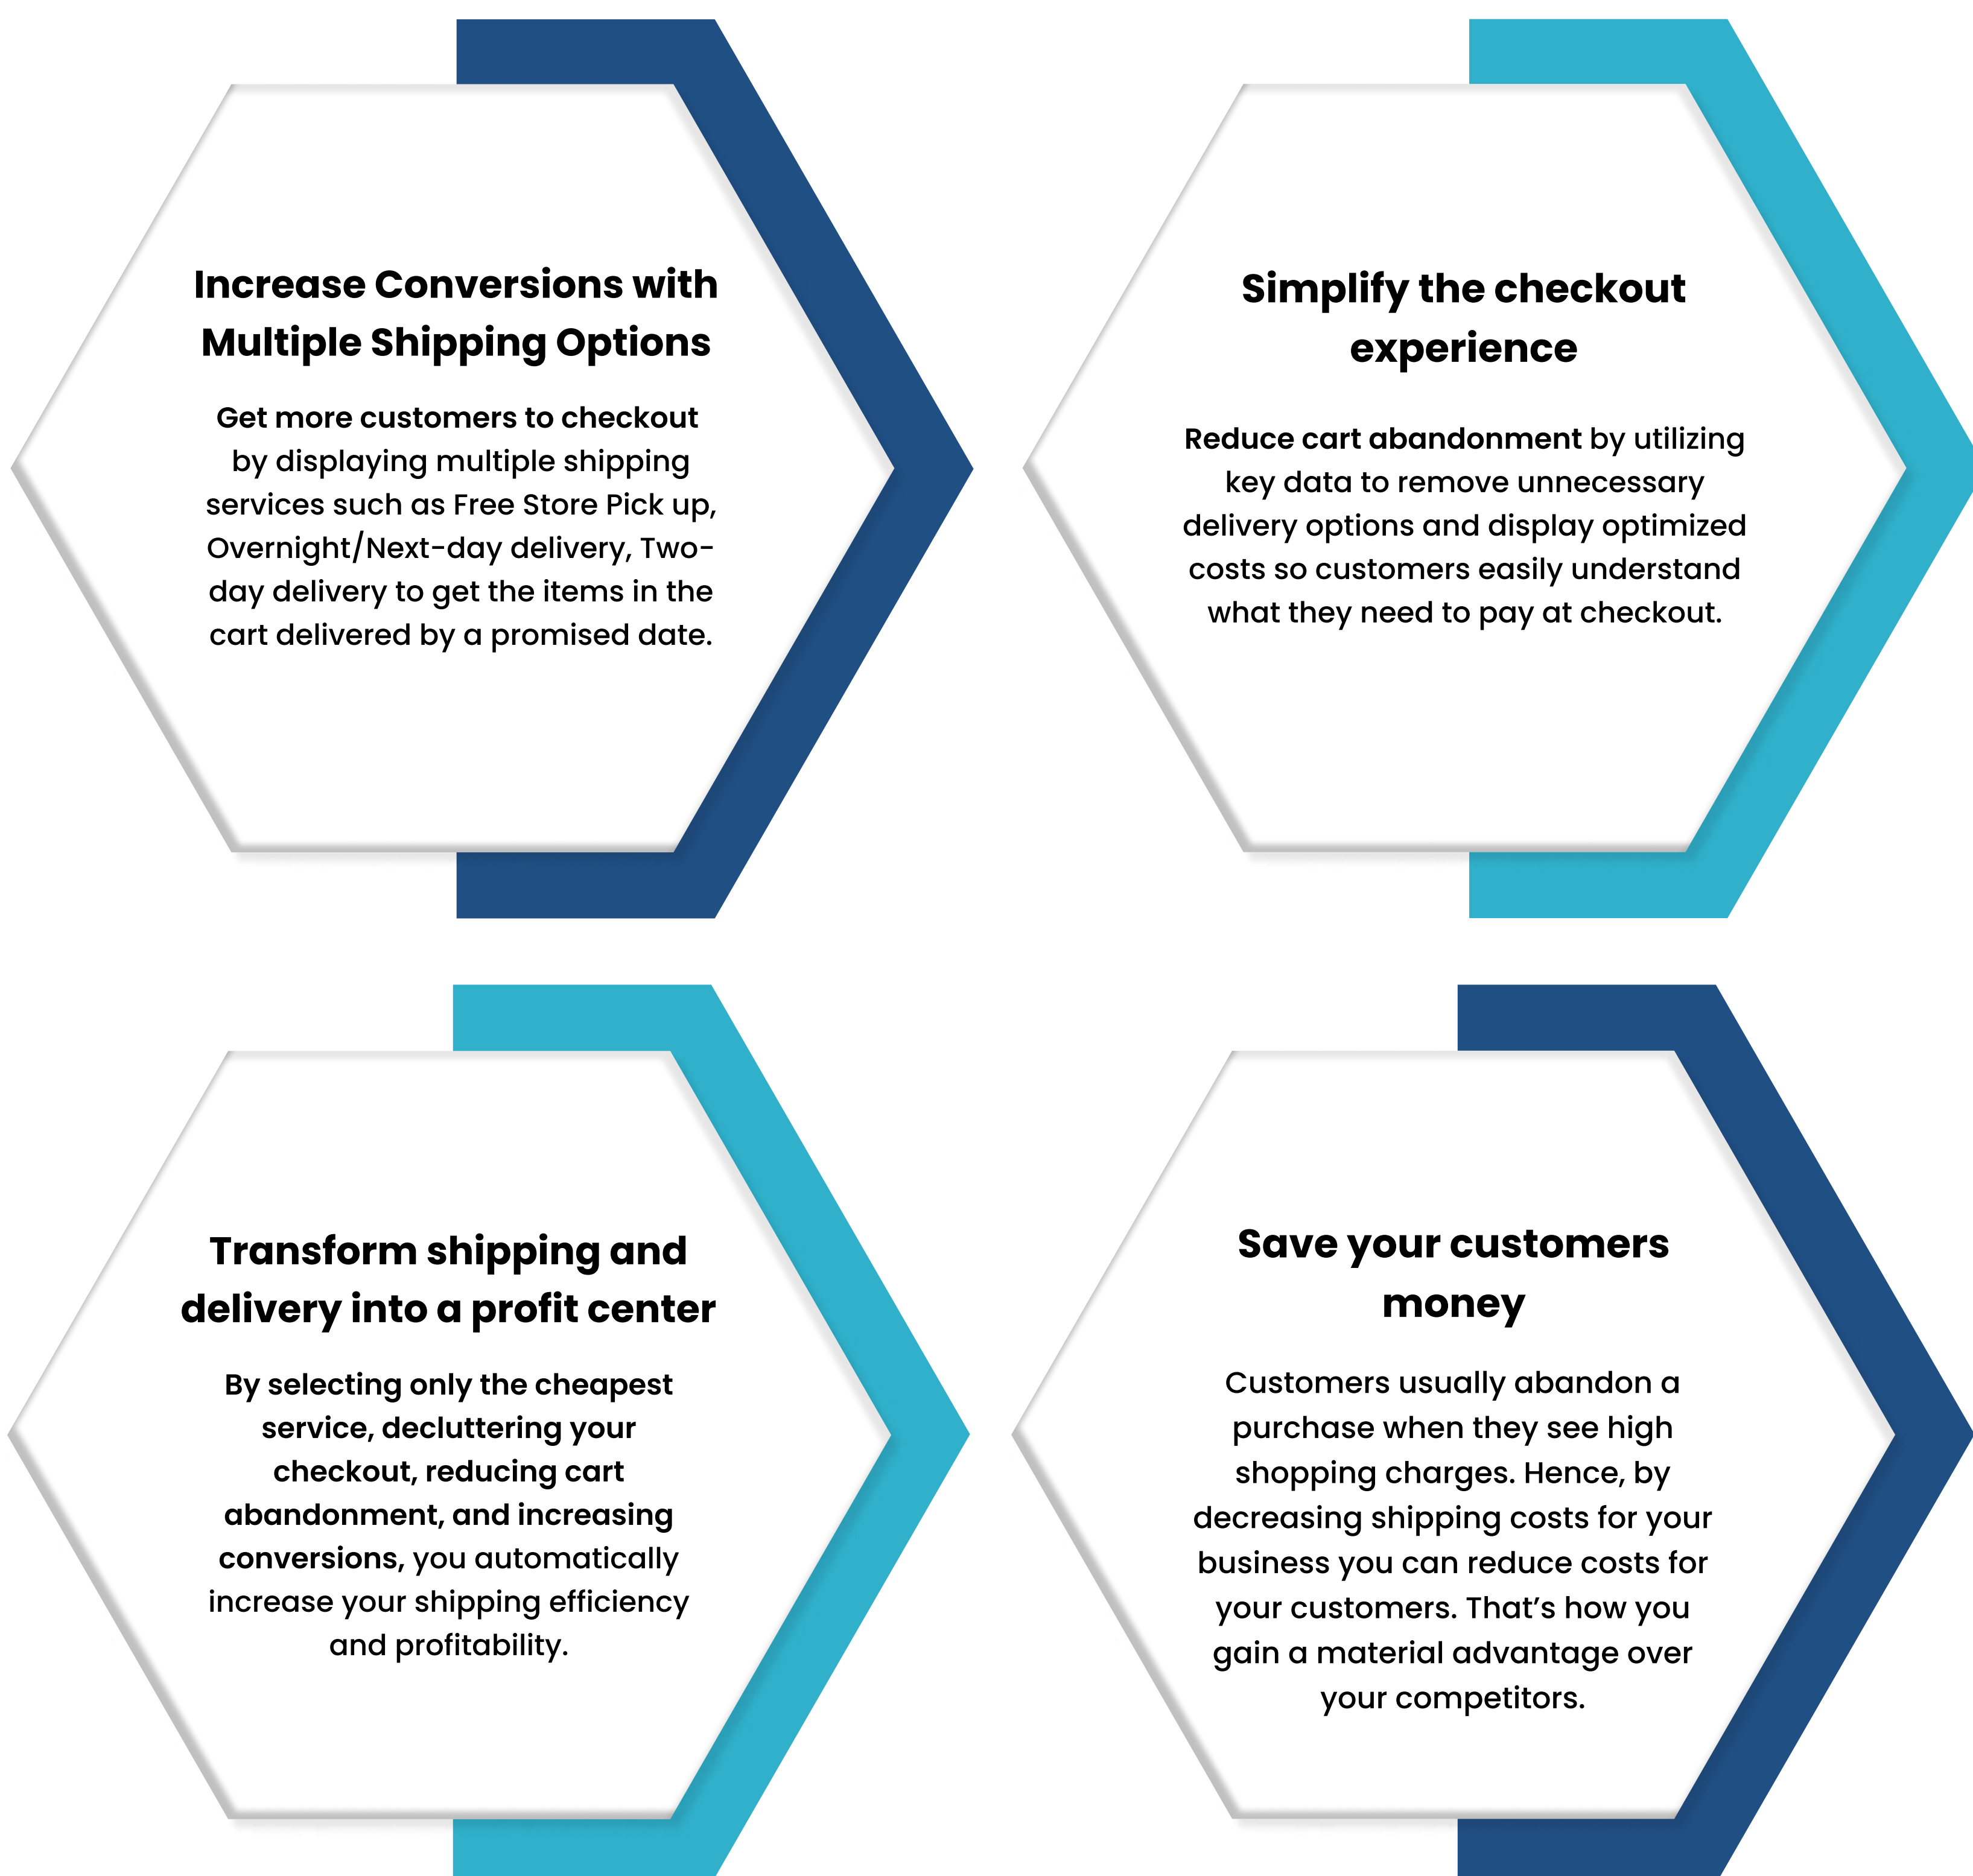 Increase Conversions with
Multiple Shipping Options
Get more customers to checkout
by displaying multiple shipping
services such as Free Store Pick up,
Overnight/Next-day delivery, Two-
day delivery to get the items in the
cart delivered by a promised date.
Simplify the checkout
experience
Reduce cart abandonment by utilizing
key data to remove unnecessary
delivery options and display optimized
costs so customers easily understand
what they need to pay at checkout.
Transform shipping and
delivery into a profit center
By selecting only the cheapest
service, decluttering your
checkout, reducing cart
abandonment, and increasing
conversions, you automatically
increase your shipping efficiency
and profitability.
Save your customers
money
Customers usually abandon a
purchase when they see high
shopping charges. Hence, by
decreasing shipping costs for your
business you can reduce costs for
your customers. That’s how you
gain a material advantage over
your competitors.